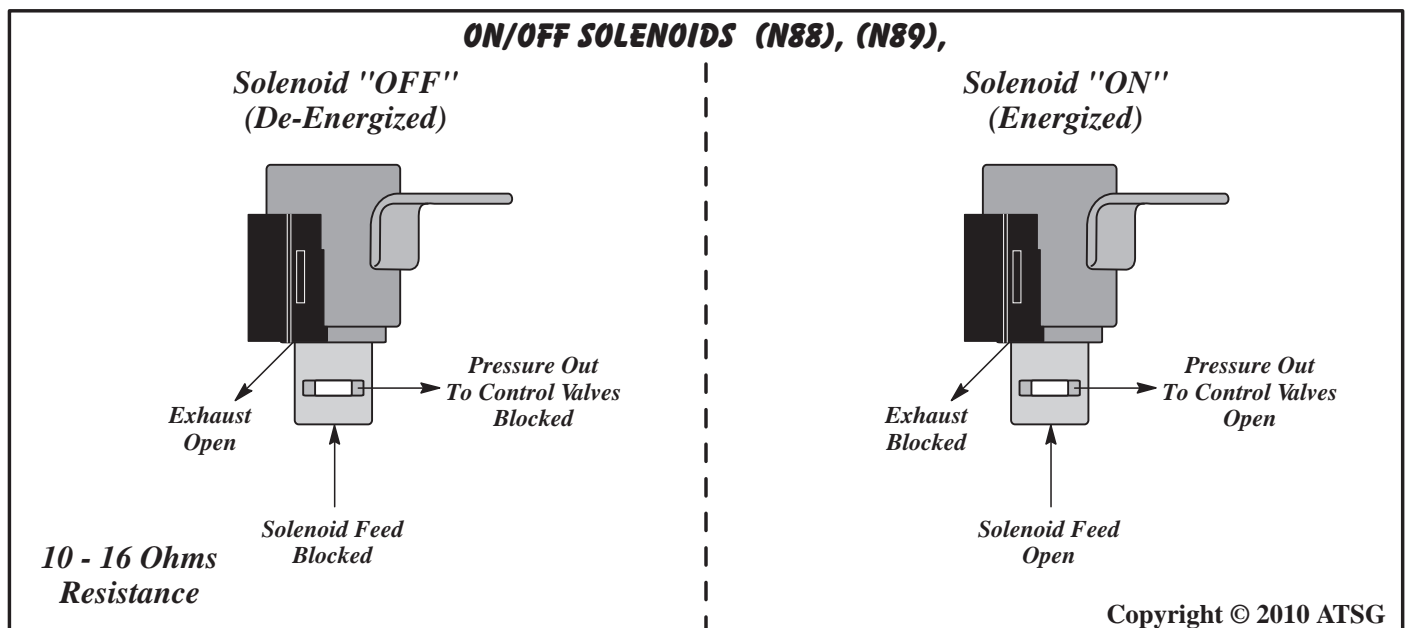 ON/OFF SOLENOIDS (N88), (N89),
Solenoid "OFF"
(De-Energized)
Exhaust
Open
Pressure Out
To Control Valves
Blocked
Solenoid Feed
Blocked
10 - 16 Ohms
Resistance
Solenoid "ON"
(Energized)
Exhaust
Blocked
Pressure Out
To Control Valves
Open
Solenoid Feed
Open
Copyright © 2010 ATSG